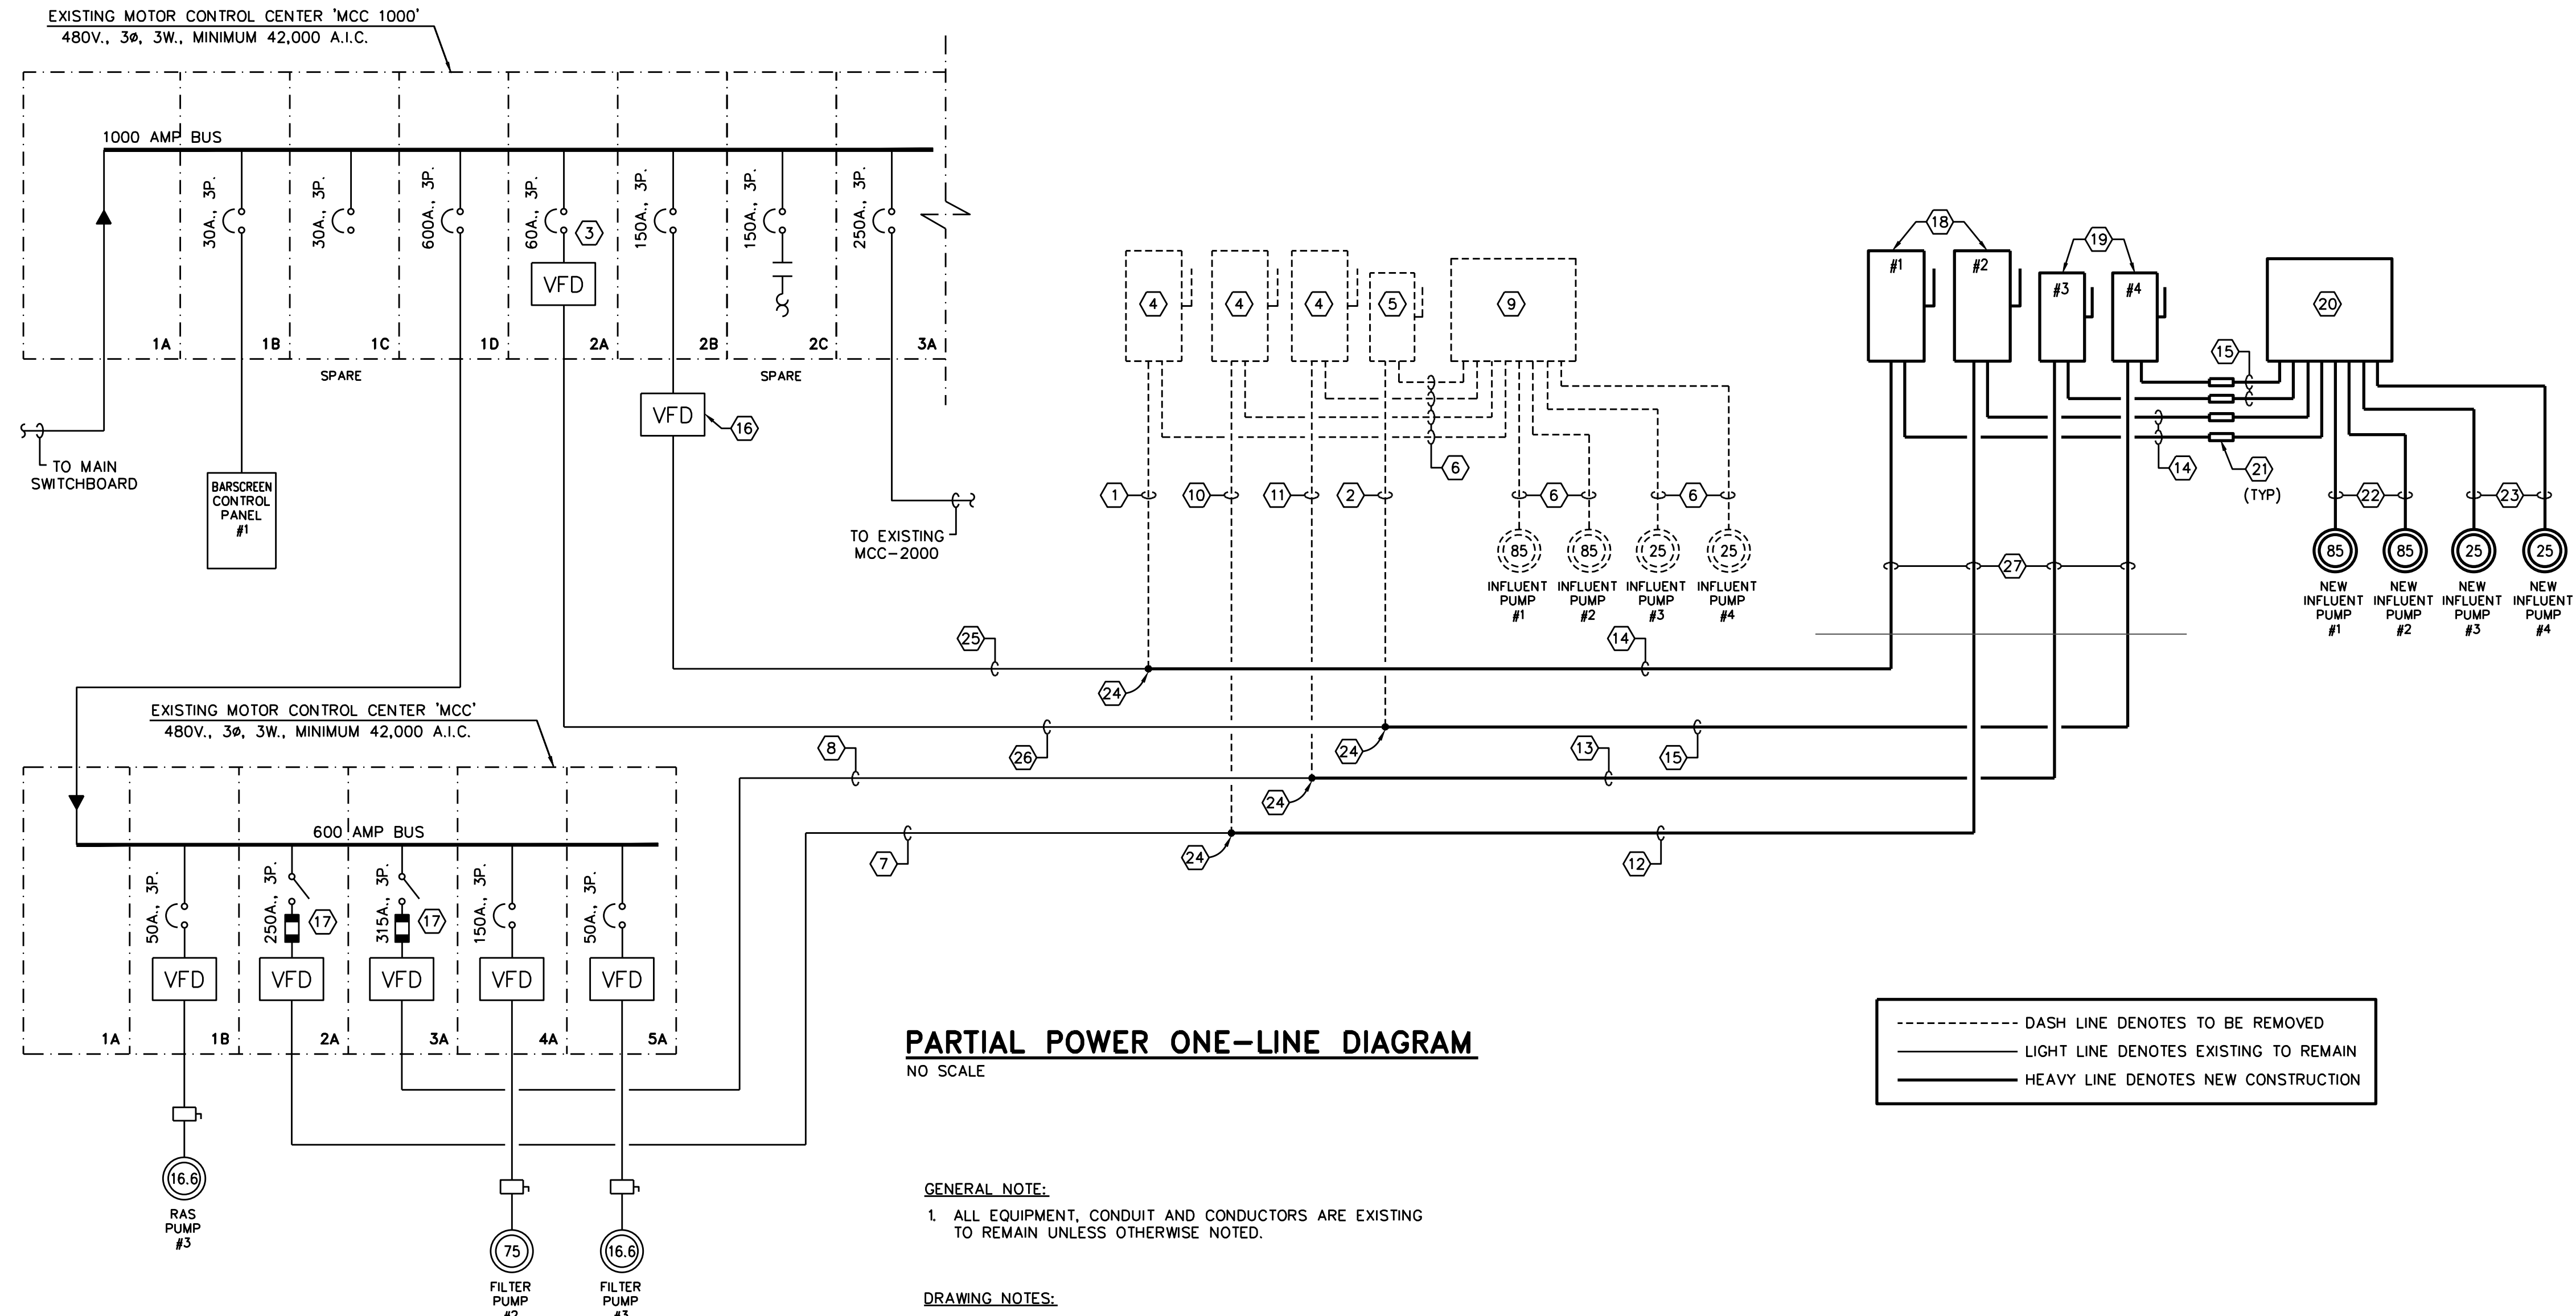 EXISTING MOTOR CONTROL CENTER 'MCC 1000'
480V., 3ø, 3W., MINIMUM 42,000 A.I.C.
1000 AMP BUS
30A., 3P.
30A., 3P.
600A., 3P.
60A., 3P.
3
150A., 3P.
150A., 3P.
250A., 3P.
VFD
1A
1B
1C
1D
2A
2B
2C
3A
SPARE
SPARE
VFD
16
TO MAIN
SWITCHBOARD
BARSCREEN
CONTROL
PANEL
#1
TO EXISTING
MCC-2000
4
4
4
5
9
6
1
10
11
2
6
6
85
85
25
25
INFLUENT
PUMP
#1
INFLUENT
PUMP
#2
INFLUENT
PUMP
#3
INFLUENT
PUMP
#4
18
19
#1
#2
#3
#4
20
15
14
21
(TYP)
22
23
27
85
85
25
25
NEW
INFLUENT
PUMP
#1
NEW
INFLUENT
PUMP
#2
NEW
INFLUENT
PUMP
#3
NEW
INFLUENT
PUMP
#4
25
14
24
26
24
15
8
13
24
7
24
12
EXISTING MOTOR CONTROL CENTER 'MCC'
480V., 3ø, 3W., MINIMUM 42,000 A.I.C.
600 AMP BUS
50A., 3P.
250A., 3P.
17
315A., 3P.
17
150A., 3P.
50A., 3P.
VFD
VFD
VFD
VFD
VFD
1A
1B
2A
3A
4A
5A
16.6
RAS
PUMP
#3
75
FILTER
PUMP
#2
16.6
FILTER
PUMP
#3
PARTIAL POWER ONE-LINE DIAGRAM
NO SCALE
DASH LINE DENOTES TO BE REMOVED
LIGHT LINE DENOTES EXISTING TO REMAIN
HEAVY LINE DENOTES NEW CONSTRUCTION
GENERAL NOTE:
1. ALL EQUIPMENT, CONDUIT AND CONDUCTORS ARE EXISTING
TO REMAIN UNLESS OTHERWISE NOTED.
DRAWING NOTES: